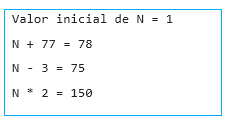 Valor inicial de N = 1
N + 77 = 78
N - 3 = 75
N * 2 = 150